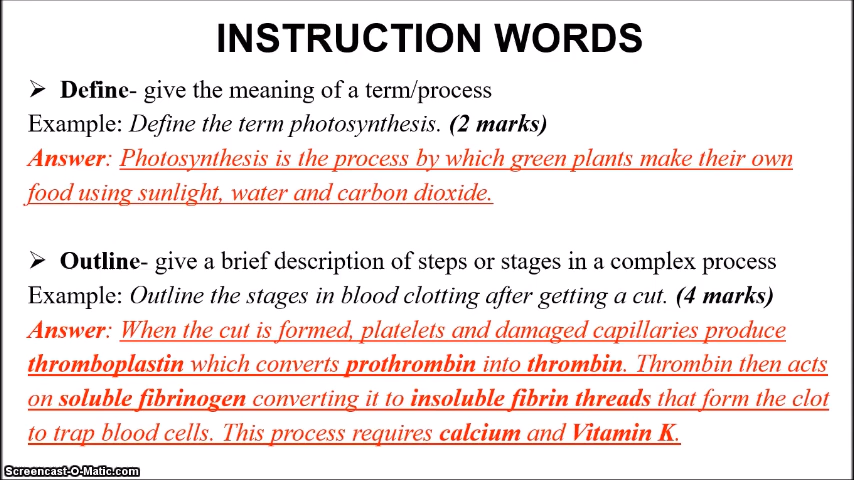 INSTRUCTION WORDS
➢ Define- give the meaning of a term/process
Example: Define the term photosynthesis. (2 marks)
Answer: Photosynthesis is the process by which green plants make their own
food using sunlight, water and carbon dioxide.
➢ Outline- give a brief description of steps or stages in a complex process
Example: Outline the stages in blood clotting after getting a cut. (4 marks)
Answer: When the cut is formed, platelets and damaged capillaries produce
thromboplastin which converts prothrombin into thrombin. Thrombin then acts
on soluble fibrinogen converting it to insoluble fibrin threads that form the clot
to trap blood cells. This process requires calcium and Vitamin K.
Screencast-O-Matic.com